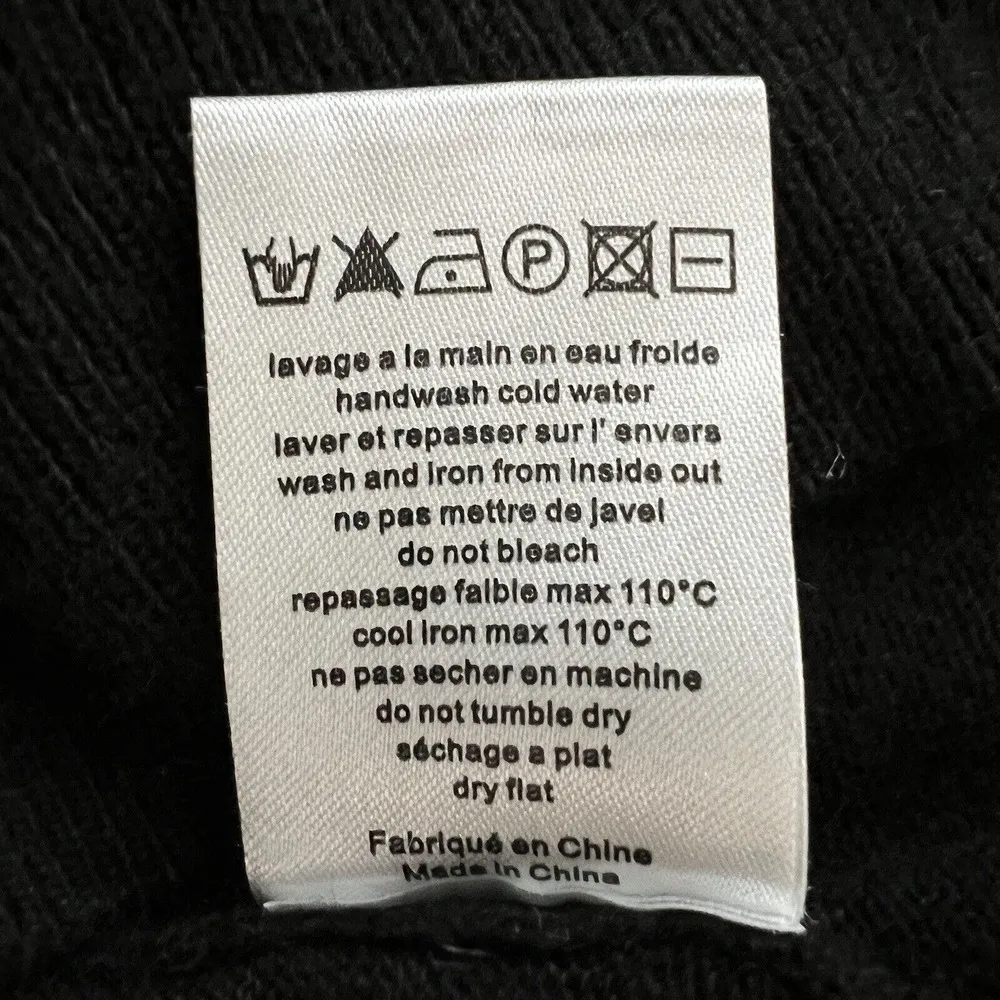 P
lavage a la main en eau froide
handwash cold water
laver et repasser sur l' envers
wash and iron from inside out
ne pas mettre de javel
do not bleach
repassage faible max 110°C
cool iron max 110°C
ne pas secher en machine
do not tumble dry
séchage a plat
dry flat
Fabriqué en Chine
Made in China